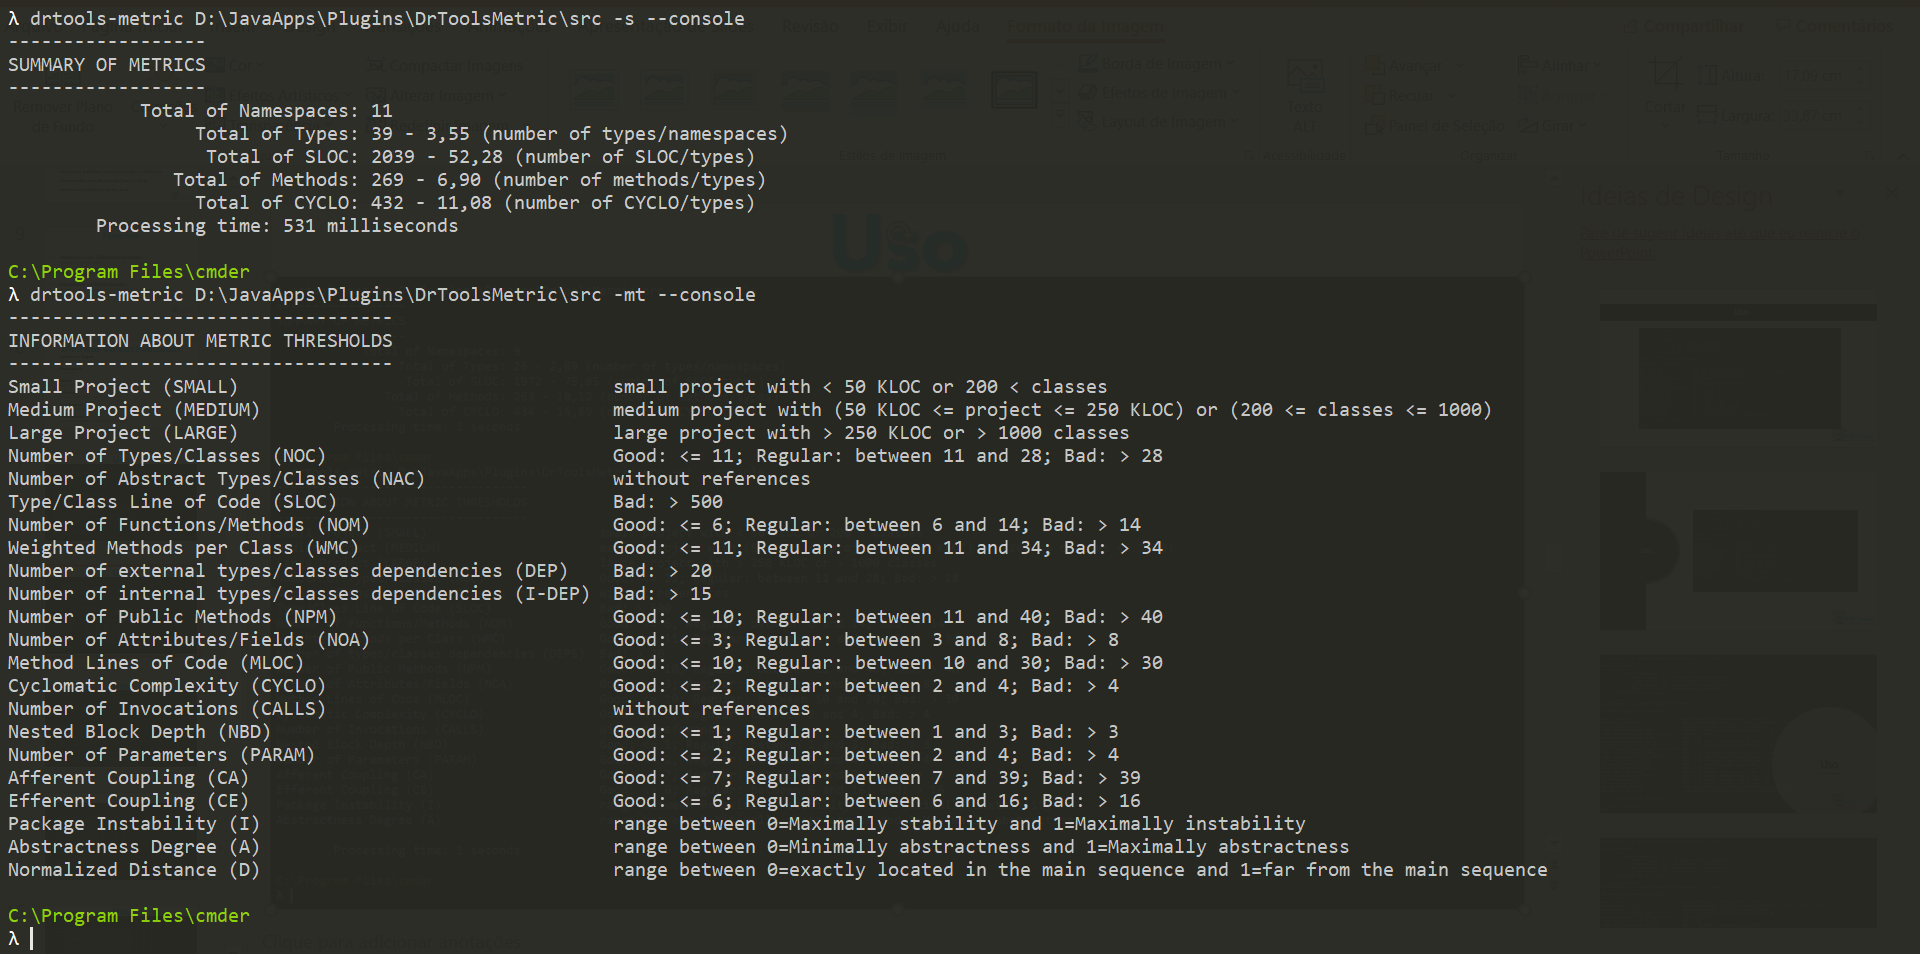 λ drtools-metric D:\JavaApps\Plugins\DrToolsMetric\src -s --console
------------------
SUMMARY OF METRICS
------------------
Total of Namespaces: 11
Total of Types: 39 - 3,55 (number of types/namespaces)
Total of SLOC: 2039 - 52,28 (number of SLOC/types)
Total of Methods: 269 - 6,90 (number of methods/types)
Total of CYCLO: 432 - 11,08 (number of CYCLO/types)
Processing time: 531 milliseconds
C:\Program Files\cmder
λ drtools-metric D:\JavaApps\Plugins\DrToolsMetric\src -mt --console
-----------------------------------
INFORMATION ABOUT METRIC THRESHOLDS
-----------------------------------
Small Project (SMALL) small project with < 50 KLOC or 200 < classes
Medium Project (MEDIUM) medium project with (50 KLOC <= project <= 250 KLOC) or (200 <= classes <= 1000)
Large Project (LARGE) large project with > 250 KLOC or > 1000 classes
Number of Types/Classes (NOC) Good: <= 11; Regular: between 11 and 28; Bad: > 28
Number of Abstract Types/Classes (NAC) without references
Type/Class Line of Code (SLOC) Bad: > 500
Number of Functions/Methods (NOM) Good: <= 6; Regular: between 6 and 14; Bad: > 14
Weighted Methods per Class (WMC) Good: <= 11; Regular: between 11 and 34; Bad: > 34
Number of external types/classes dependencies (DEP) Bad: > 20
Number of internal types/classes dependencies (I-DEP) Bad: > 15
Number of Public Methods (NPM) Good: <= 10; Regular: between 11 and 40; Bad: > 40
Number of Attributes/Fields (NOA) Good: <= 3; Regular: between 3 and 8; Bad: > 8
Method Lines of Code (MLOC) Good: <= 10; Regular: between 10 and 30; Bad: > 30
Cyclomatic Complexity (CYCLO) Good: <= 2; Regular: between 2 and 4; Bad: > 4
Number of Invocations (CALLS) without references
Nested Block Depth (NBD) Good: <= 1; Regular: between 1 and 3; Bad: > 3
Number of Parameters (PARAM) Good: <= 2; Regular: between 2 and 4; Bad: > 4
Afferent Coupling (CA) Good: <= 7; Regular: between 7 and 39; Bad: > 39
Efferent Coupling (CE) Good: <= 6; Regular: between 6 and 16; Bad: > 16
Package Instability (I) range between 0=Maximally stability and 1=Maximally instability
Abstractness Degree (A) range between 0=Minimally abstractness and 1=Maximally abstractness
Normalized Distance (D) range between 0=exactly located in the main sequence and 1=far from the main sequence
C:\Program Files\cmder
λ
Exibir
Ajuda
Formato da Imagem
Compartilhar
Comentários
Ideias de Design
Uso